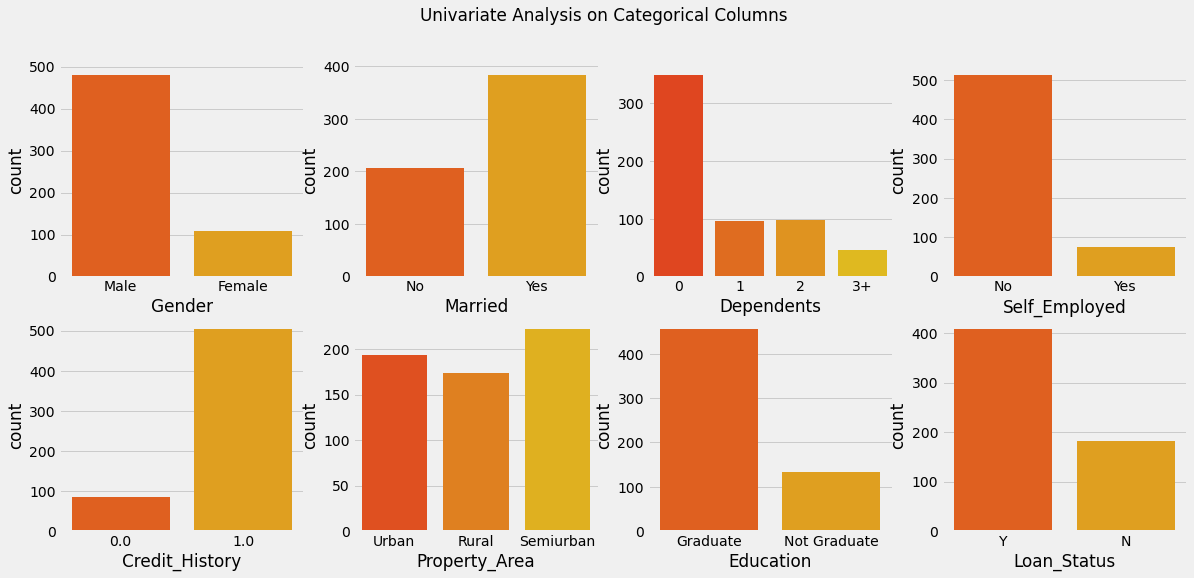 Univariate Analysis on Categorical Columns
500
400
300
200
100
0
count
Male Female
Gender
400
300
200
100
0
count
No Yes
Married
300
200
100
0
count
0 1 2 3+
Dependents
500
400
300
200
100
0
count
No Yes
Self_Employed
500
400
300
200
100
0
count
0.0 1.0
Credit_History
200
150
100
50
0
count
Urban Rural Semiurban
Property_Area
400
300
200
100
0
count
Graduate Not Graduate
Education
400
300
200
100
0
count
Y N
Loan_Status